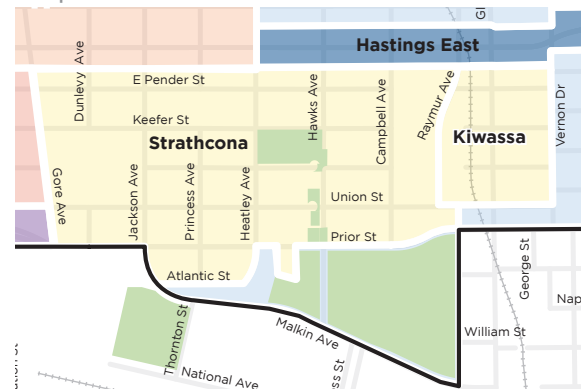 Hastings East
Dunlevy Ave
E Pender St
Keefer St
Strathcona
Hawks Ave
Campbell Ave
Raymur Ave
Kiwassa
Vernon Dr
Gore Ave
Jackson Ave
Princess Ave
Heatley Ave
Union St
Prior St
Atlantic St
George St
Malkin Ave
William St
Thornton St
National Ave